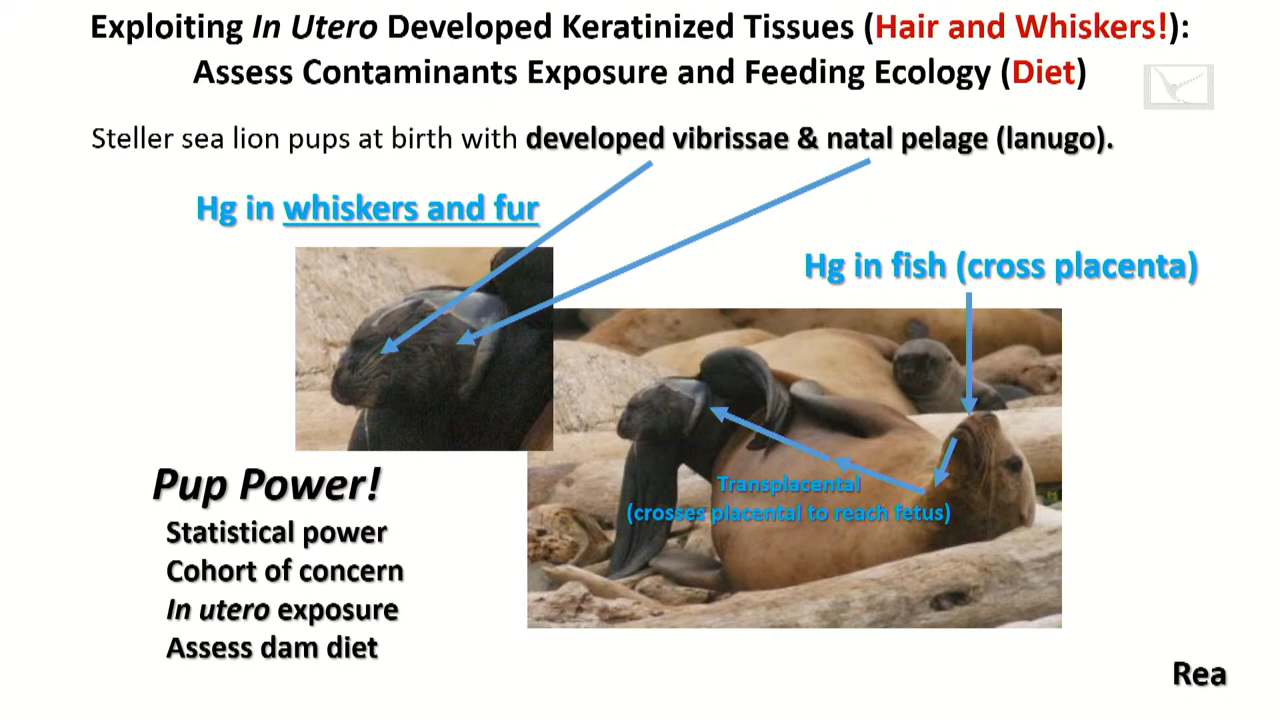 Exploiting In Utero Developed Keratinized Tissues (Hair and Whiskers!):
Assess Contaminants Exposure and Feeding Ecology (Diet)
Steller sea lion pups at birth with developed vibrissae & natal pelage (lanugo).
Hg in whiskers and fur
Hg in fish (cross placenta)
Transplacental
(crosses placental to reach fetus)
Pup Power!
Statistical power
Cohort of concern
In utero exposure
Assess dam diet
Rea